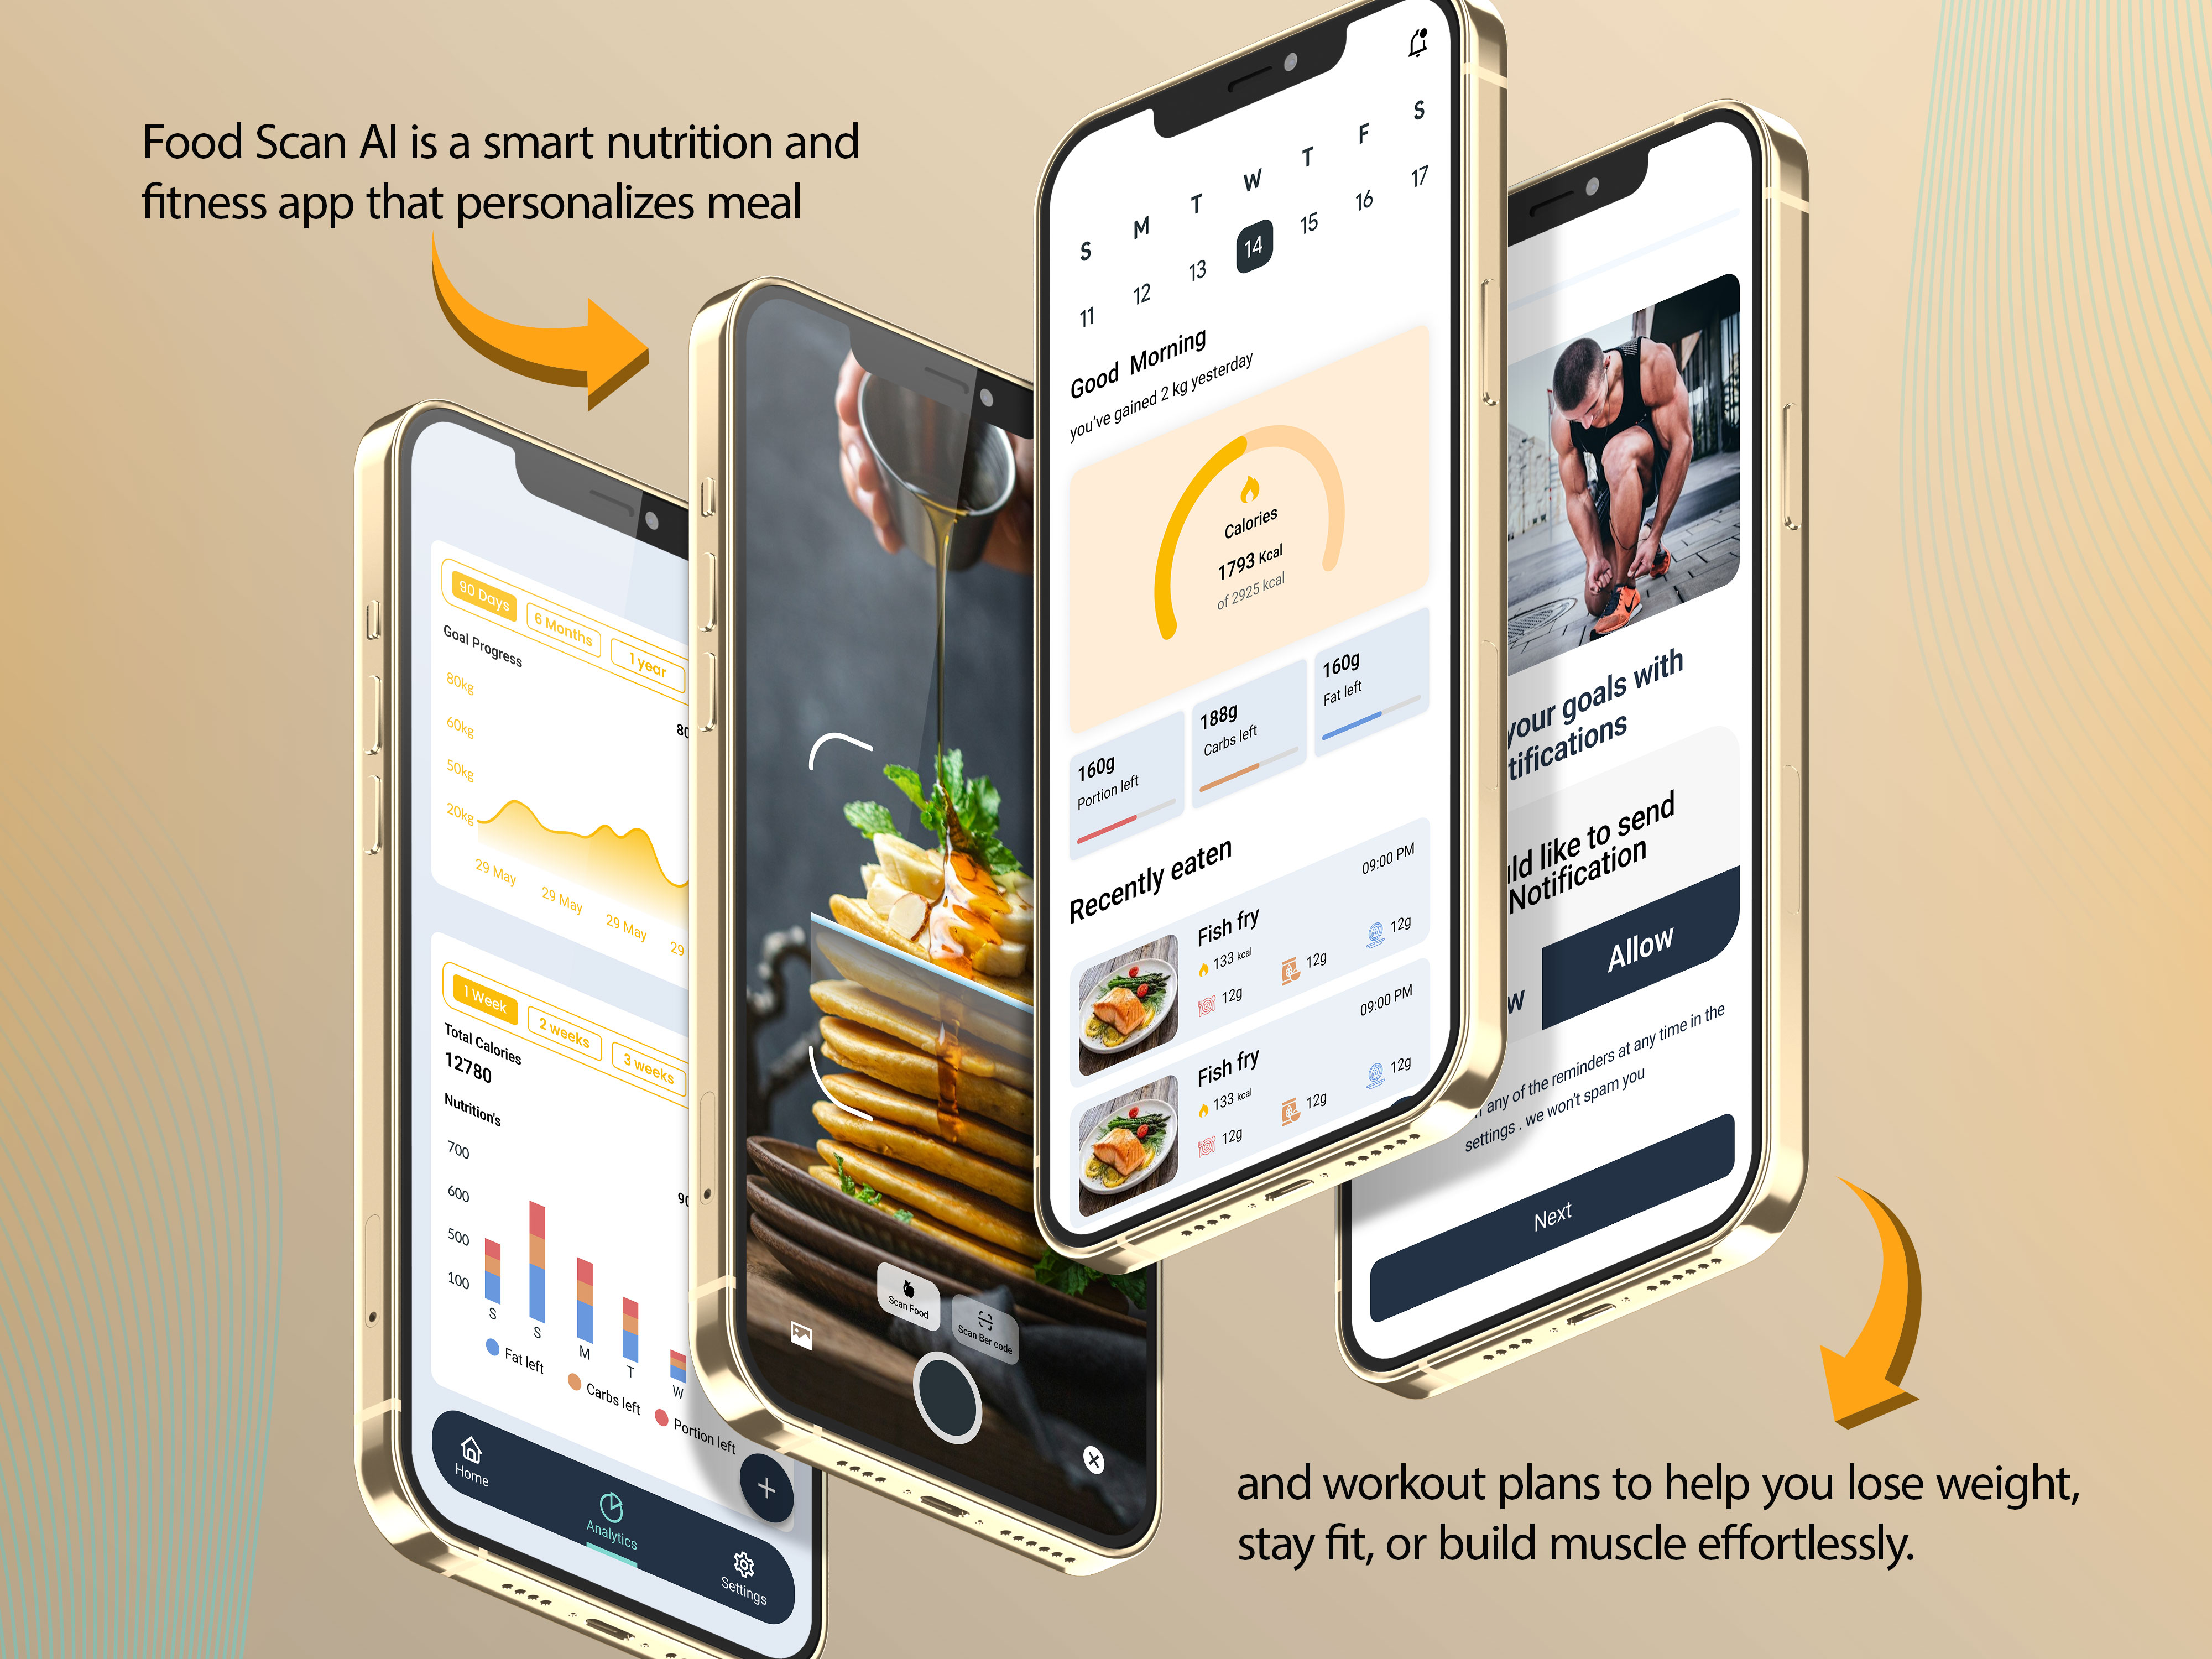 Food Scan AI is a smart nutrition and
fitness app that personalizes meal
90 Days
6 Months
1 year
Goal Progress
80kg
60kg
50kg
20kg
80
29 May
29 May
29 May
29
1 Week
2 weeks
3 weeks
Total Calories
12780
Nutrition's
700
600
500
100
90
S
S
M
T
W
Fat left
Carbs left
Portion left
Home
Analytics
Settings
Scan Food
Scan Ber code
S M T W T F S
11 12 13 14 15 16 17
Good Morning
you've gained 2 kg yesterday
Calories
1793 Kcal
of 2925 kcal
160g
Portion left
188g
Carbs left
160g
Fat left
Recently eaten
09:00 PM
Fish fry
133 kcal
12g
12g
12g
09:00 PM
Fish fry
133 kcal
12g
12g
12g
your goals with
tifications
ld like to send
Notification
w
Allow
any of the reminders at any time in the
settings . we won't spam you
Next
and workout plans to help you lose weight,
stay fit, or build muscle effortlessly.